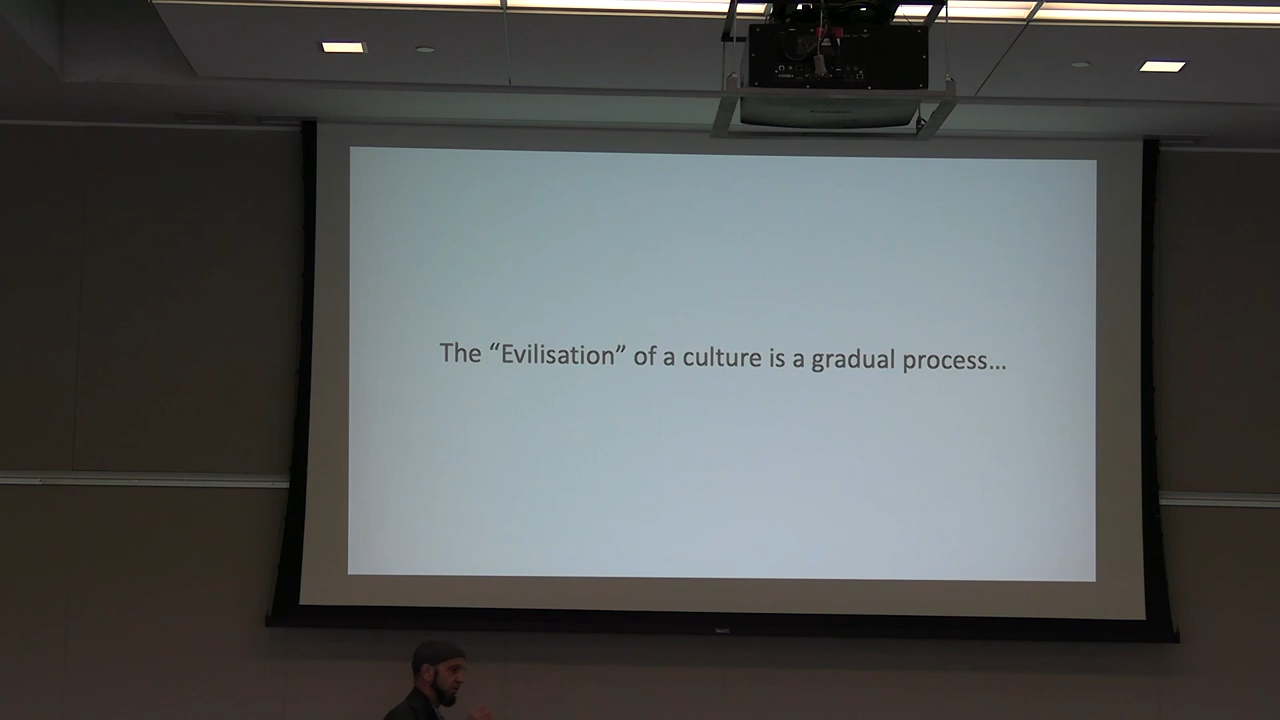 The “Evilisation” of a culture is a gradual process...